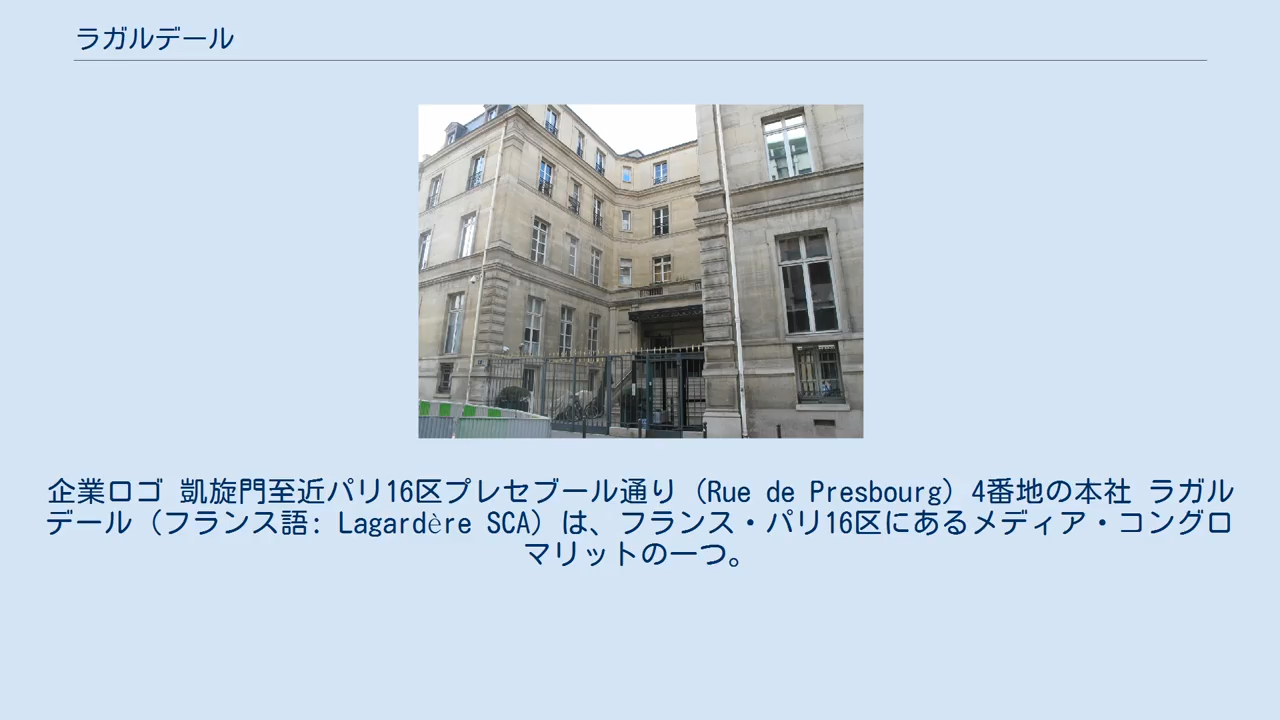 ラガルデール
企業ロゴ 凱旋門至近パリ16区プレセブール通り（Rue de Presbourg）4番地の本社 ラガル
デール（フランス語: Lagardère SCA）は、フランス・パリ16区にあるメディア・コングロ
マリットの一つ。